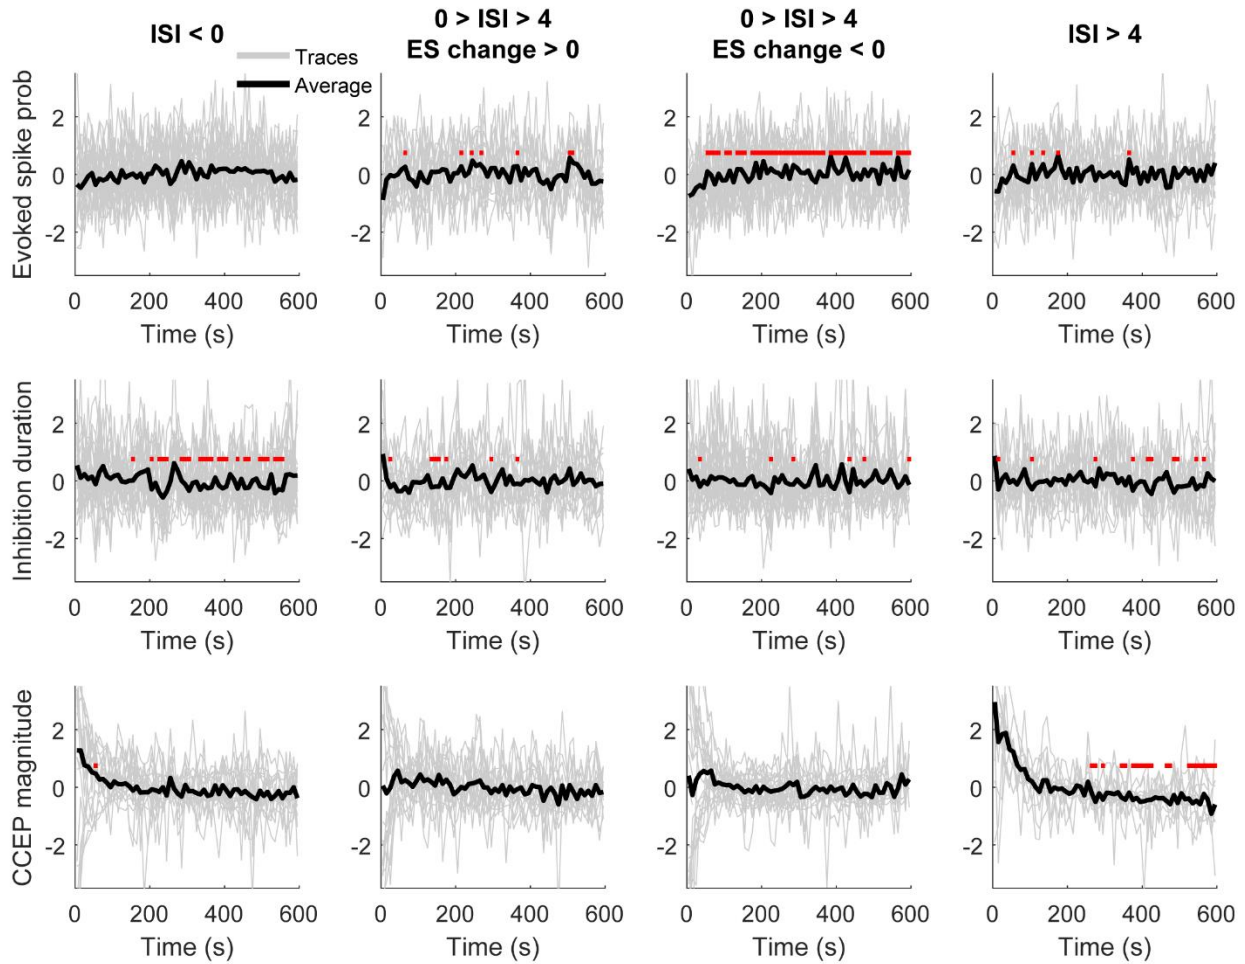 ISI < 0
0 > ISI > 4
ES change > 0
0 > ISI > 4
ES change < 0
ISI > 4
Traces
Average
Evoked spike prob
2
0
-2
0 200 400 600
Time (s)
2
0
-2
0 200 400 600
Time (s)
2
0
-2
0 200 400 600
Time (s)
2
0
-2
0 200 400 600
Time (s)
Inhibition duration
2
0
-2
0 200 400 600
Time (s)
2
0
-2
0 200 400 600
Time (s)
2
0
-2
0 200 400 600
Time (s)
2
0
-2
0 200 400 600
Time (s)
CCEP magnitude
2
0
-2
0 200 400 600
Time (s)
2
0
-2
0 200 400 600
Time (s)
2
0
-2
0 200 400 600
Time (s)
2
0
-2
0 200 400 600
Time (s)